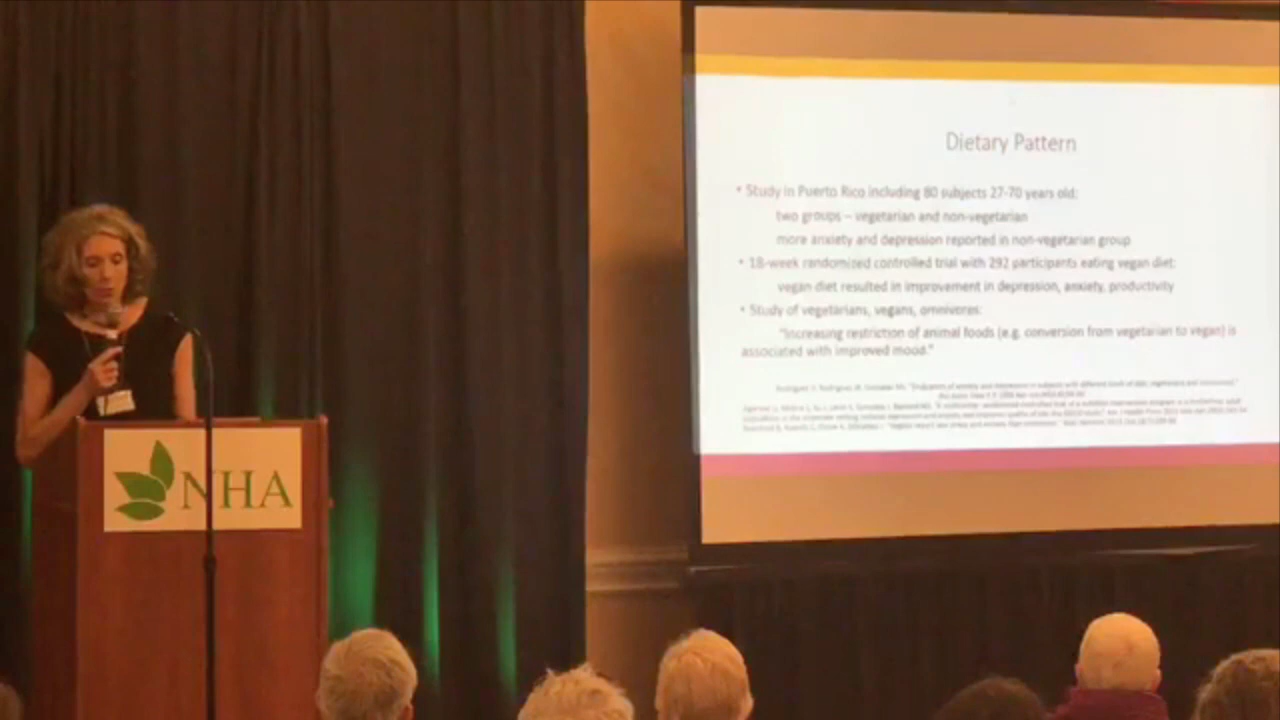 NHA
Dietary Pattern
• Study in Puerto Rico including 80 subjects 27-70 years old:
two groups – vegetarian and non-vegetarian
more anxiety and depression reported in non-vegetarian group
• 18-week randomized controlled trial with 292 participants eating vegan diet:
vegan diet resulted in improvement in depression, anxiety, productivity
• Study of vegetarians, vegans, omnivores:
"Increasing restriction of animal foods (e.g. conversion from vegetarian to vegan) is
associated with improved mood."